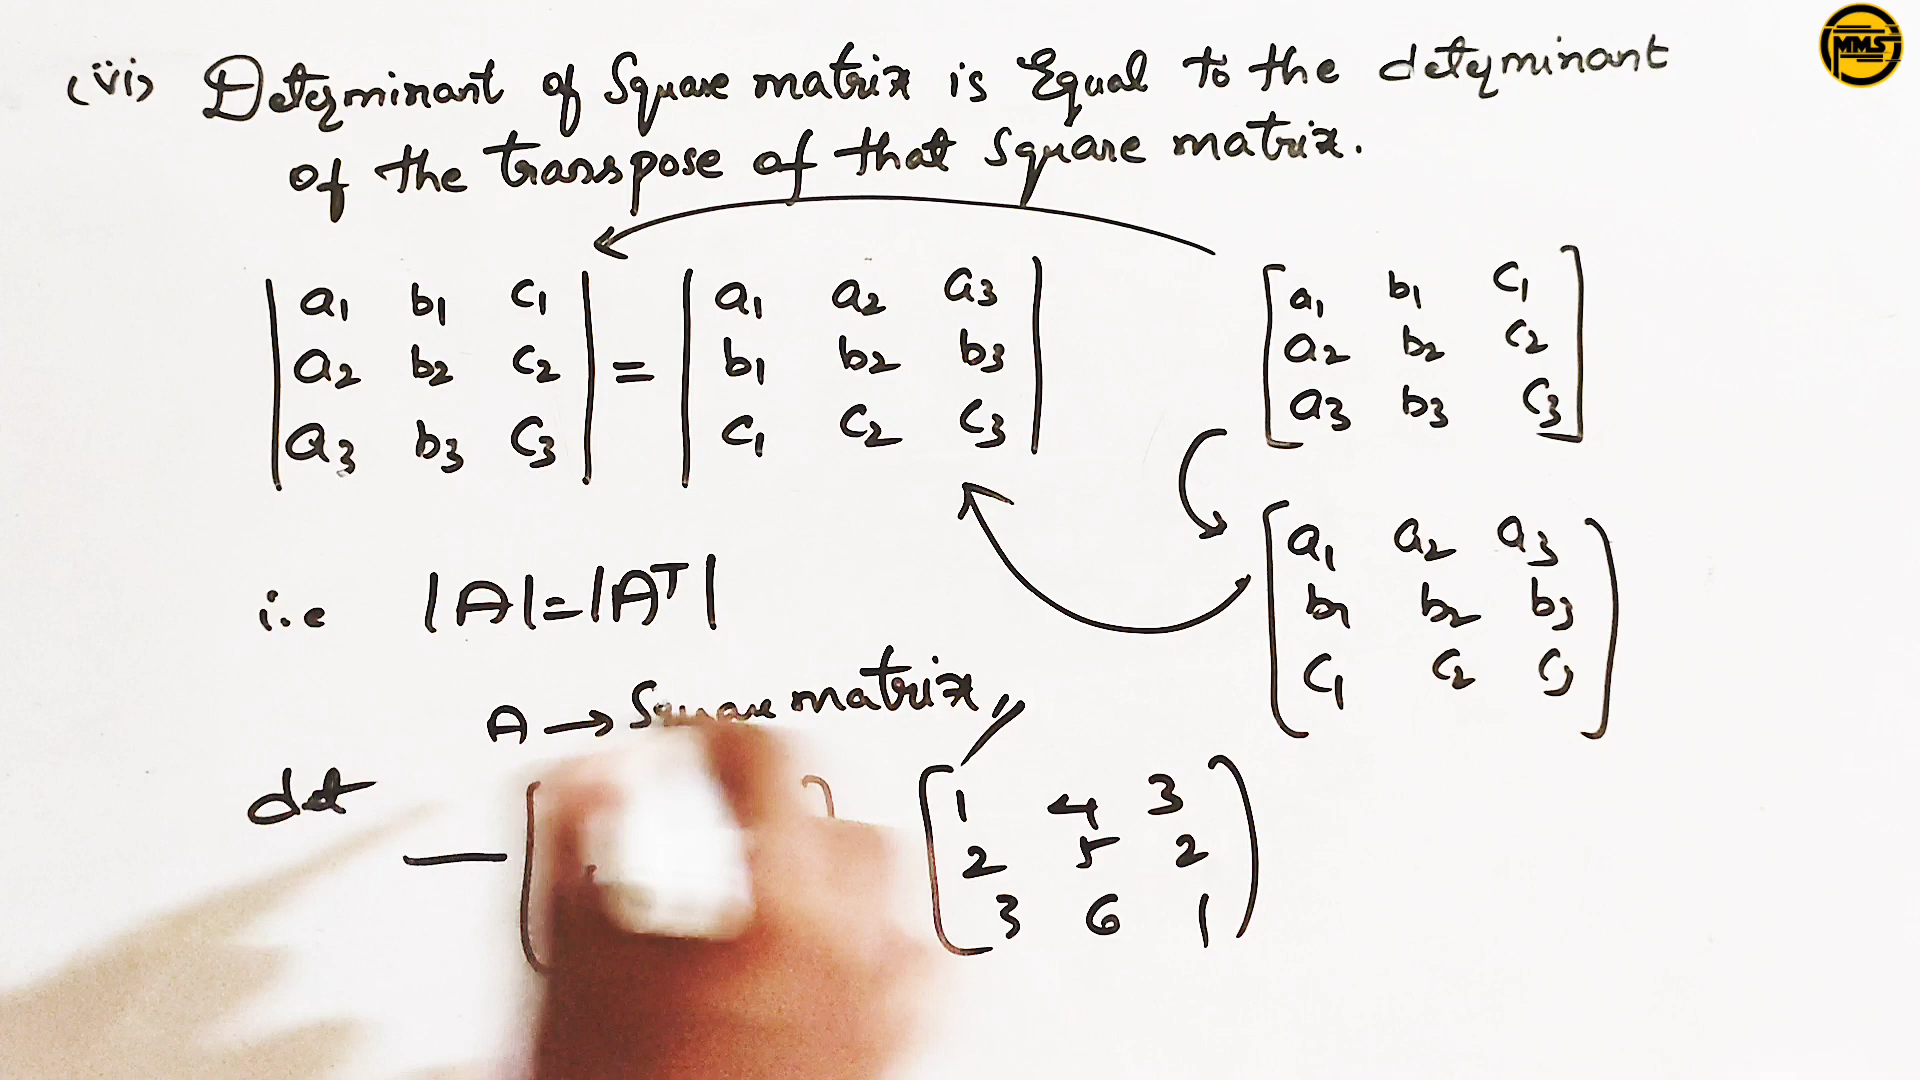 (vi) Determinant of Square matrix is Equal to the determinant
of the transpose of that square matrix.
| a1 b1 c1 | = | a1 a2 a3 |
| a2 b2 c2 | | b1 b2 b3 |
| a3 b3 c3 | | c1 c2 c3 |
[ a1 b1 c1 ]
[ a2 b2 c2 ]
[ a3 b3 c3 ]
[ a1 a2 a3 ]
[ b1 b2 b3 ]
[ c1 c2 c3 ]
i.e |A|=|Aᵀ|
A → Square matrix
det
[ 1 4 3 ]
[ 2 5 2 ]
[ 3 6 1 ]
MMS